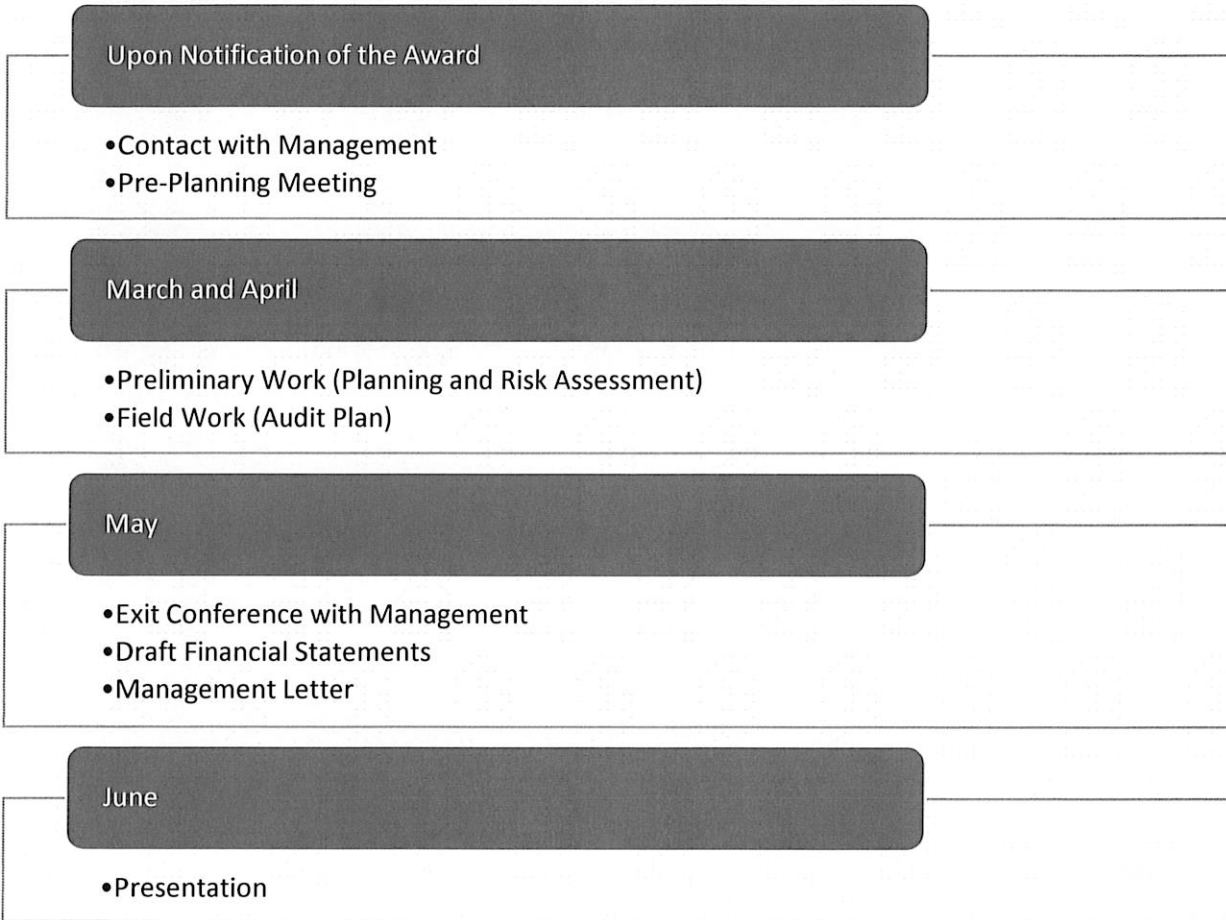 Upon Notification of the Award
•Contact with Management
•Pre-Planning Meeting
March and April
•Preliminary Work (Planning and Risk Assessment)
•Field Work (Audit Plan)
May
•Exit Conference with Management
•Draft Financial Statements
•Management Letter
June
•Presentation